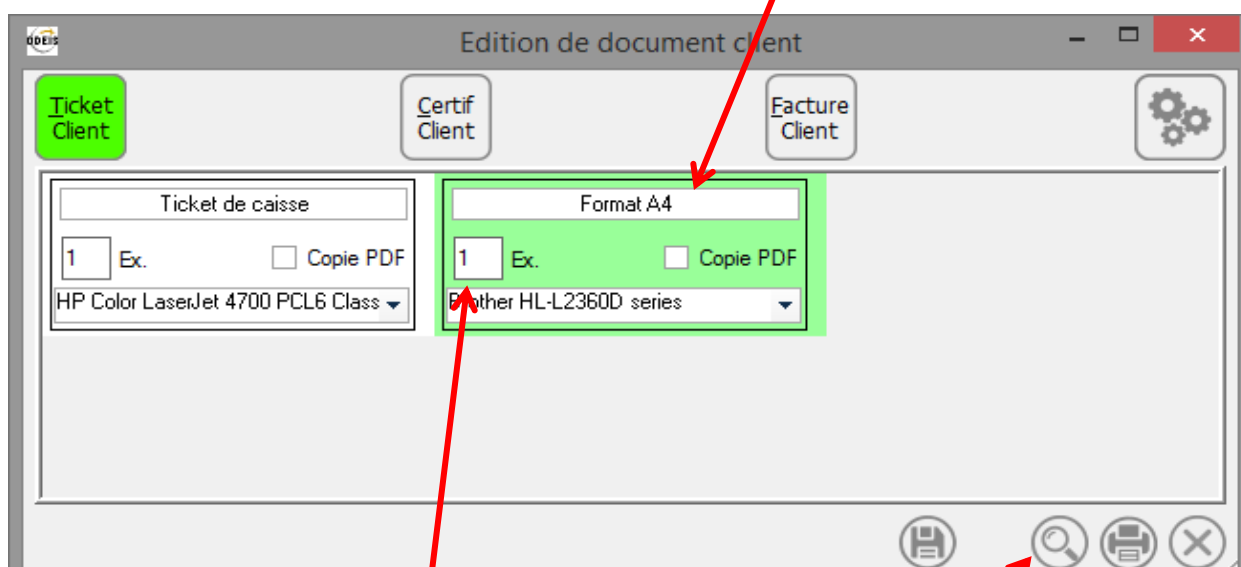 ODEIS
Edition de document client
Ticket
Client
Certif
Client
Facture
Client
Ticket de caisse
1 Ex. Copie PDF
HP Color LaserJet 4700 PCL6 Class
Format A4
1 Ex. Copie PDF
Brother HL-L2360D series